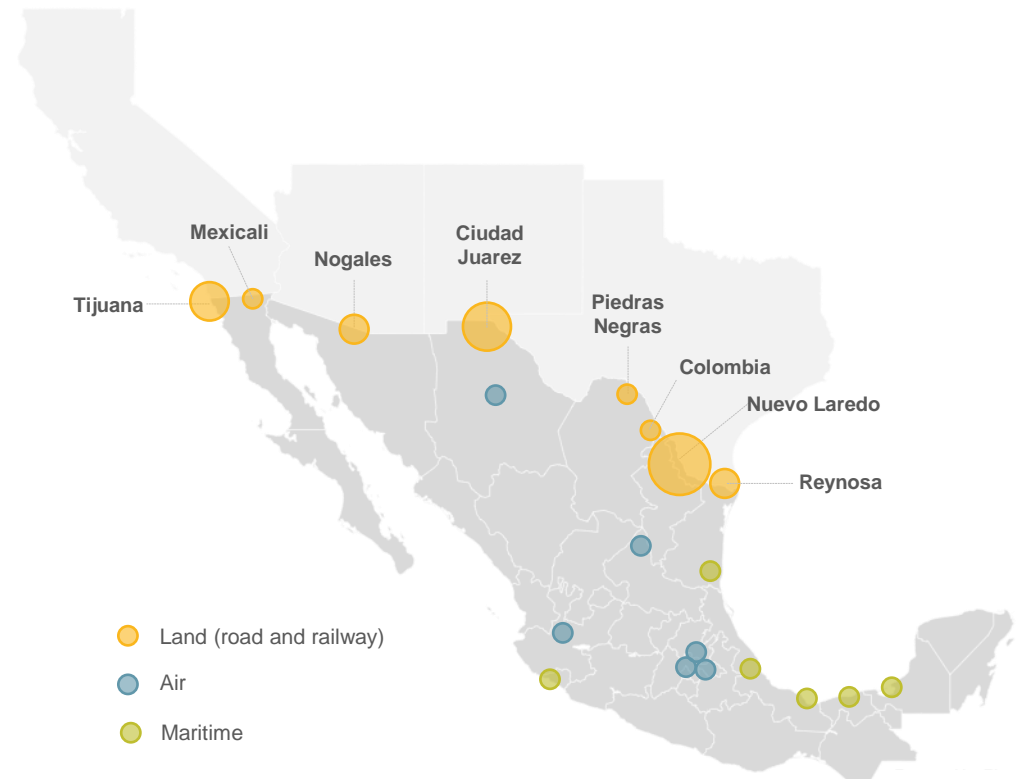 Mexicali
Nogales
Ciudad
Juarez
Tijuana
Piedras
Negras
Colombia
Nuevo Laredo
Reynosa
Land (road and railway)
Air
Maritime